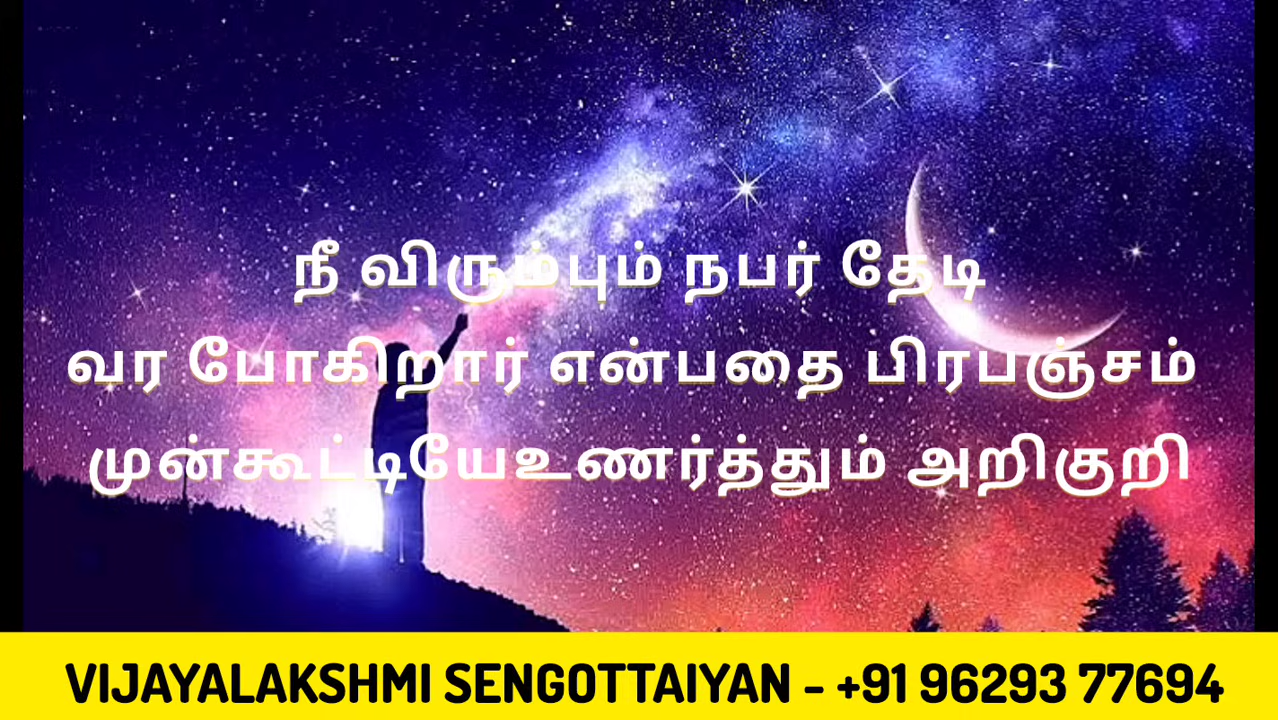 நீ விரும்பும் நபர் தேடி
வர போகிறார் என்பதை பிரபஞ்சம்
முன்கூட்டியேஉணர்த்தும் அறிகுறி
VIJAYALAKSHMI SENGOTTAIYAN - +91 96293 77694